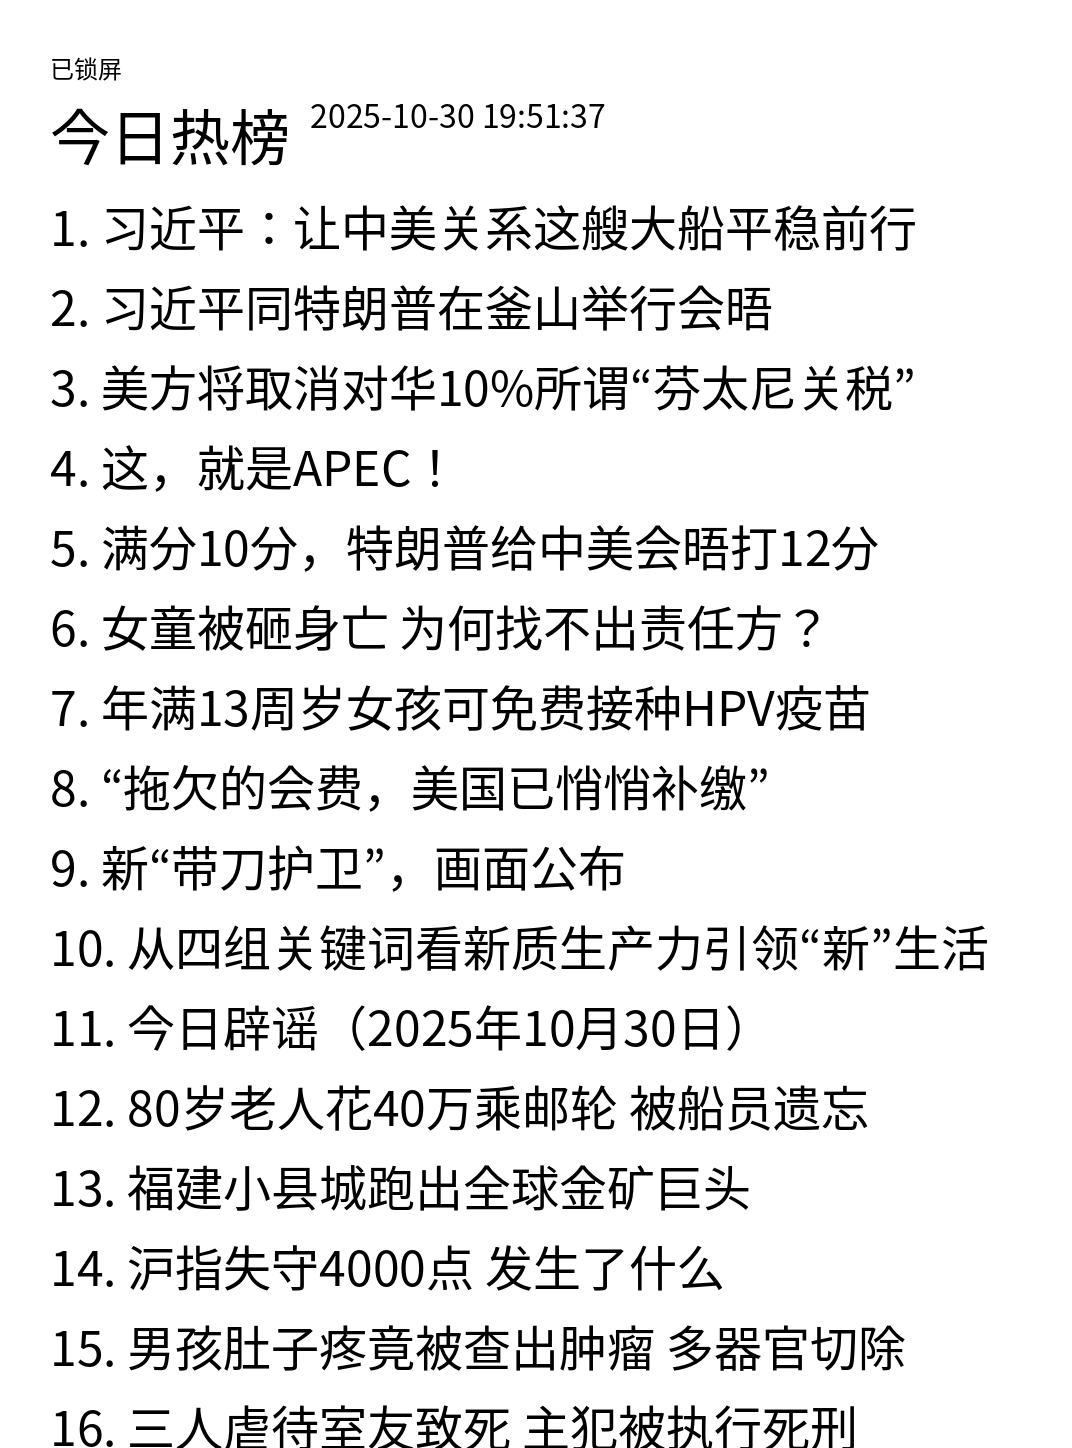 已锁屏
今日热榜 2025-10-30 19:51:37
1. 习近平：让中美关系这艘大船平稳前行
2. 习近平同特朗普在釜山举行会晤
3. 美方将取消对华10%所谓“芬太尼关税”
4. 这，就是APEC！
5. 满分10分，特朗普给中美会晤打12分
6. 女童被砸身亡 为何找不出责任方？
7. 年满13周岁女孩可免费接种HPV疫苗
8. “拖欠的会费，美国已悄悄补缴”
9. 新“带刀护卫”，画面公布
10. 从四组关键词看新质生产力引领“新”生活
11. 今日辟谣（2025年10月30日）
12. 80岁老人花40万乘邮轮 被船员遗忘
13. 福建小县城跑出全球金矿巨头
14. 沪指失守4000点 发生了什么
15. 男孩肚子疼竟被查出肿瘤 多器官切除
16. 三人虐待室友致死 主犯被执行死刑